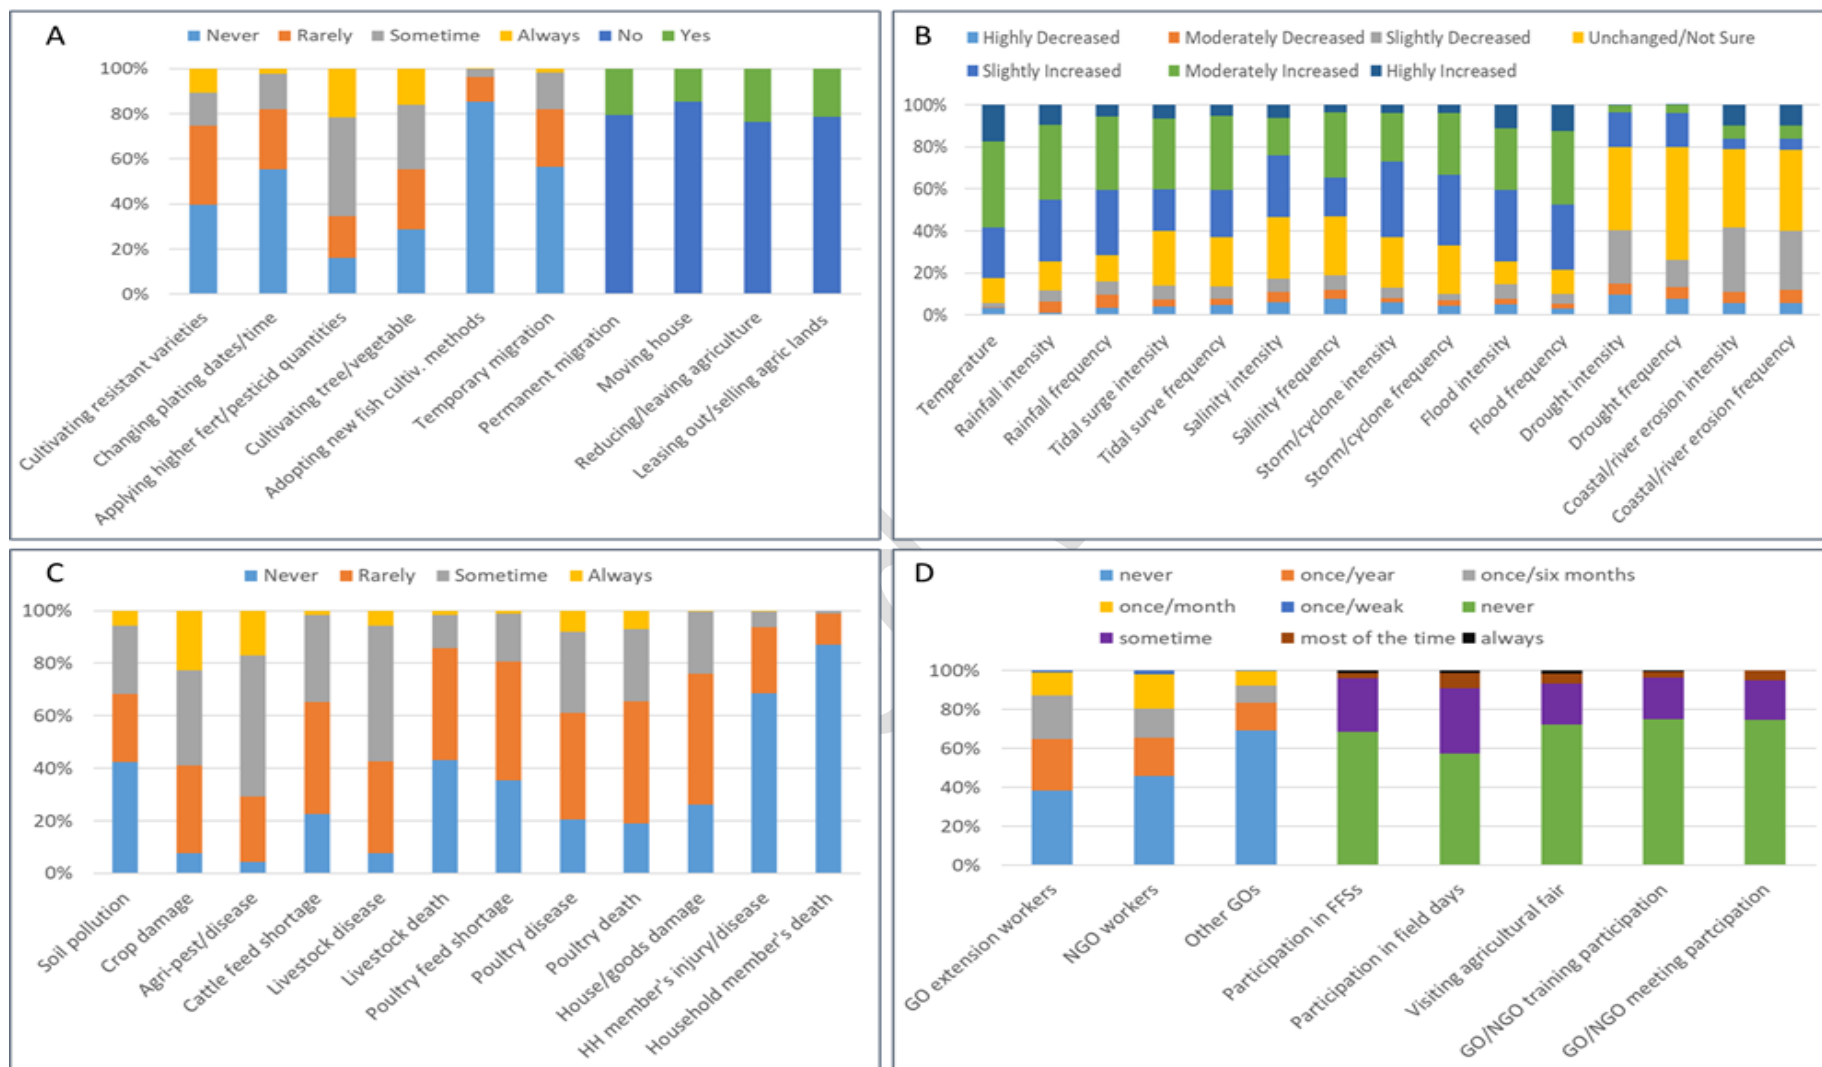 A
Never Rarely Sometime Always No Yes
100%
80%
60%
40%
20%
0%
Cultivating resistant varieties
Changing plating dates/time
Applying higher fert/pesticid quantities
Cultivating tree/vegetable
Adopting new fish cultiv. methods
Temporary migration
Permanent migration
Moving house
Reducing/leaving agriculture
Leasing out/selling agric lands
B
Highly Decreased Moderately Decreased Slightly Decreased Unchanged/Not Sure
Slightly Increased Moderately Increased Highly Increased
100%
80%
60%
40%
20%
0%
Temperature
Rainfall intensity
Rainfall frequency
Tidal surge intensity
Tidal surve frequency
Salinity intensity
Salinity frequency
Storm/cyclone intensity
Storm/cyclone frequency
Flood intensity
Flood frequency
Drought intensity
Drought frequency
Coastal/river erosion intensity
Coastal/river erosion frequency
C
Never Rarely Sometime Always
100%
80%
60%
40%
20%
0%
Soil pollution
Crop damage
Agri-pest/disease
Cattle feed shortage
Livestock disease
Livestock death
Poultry feed shortage
Poultry disease
Poultry death
House/goods damage
HH member's injury/disease
Household member's death
D
never once/year once/six months
once/month once/weak never
sometime most of the time always
100%
80%
60%
40%
20%
0%
GO extension workers
NGO workers
Other GOs
Participation in FFSs
Participation in field days
Visiting agricultural fair
GO/NGO training participation
GO/NGO meeting partcipation